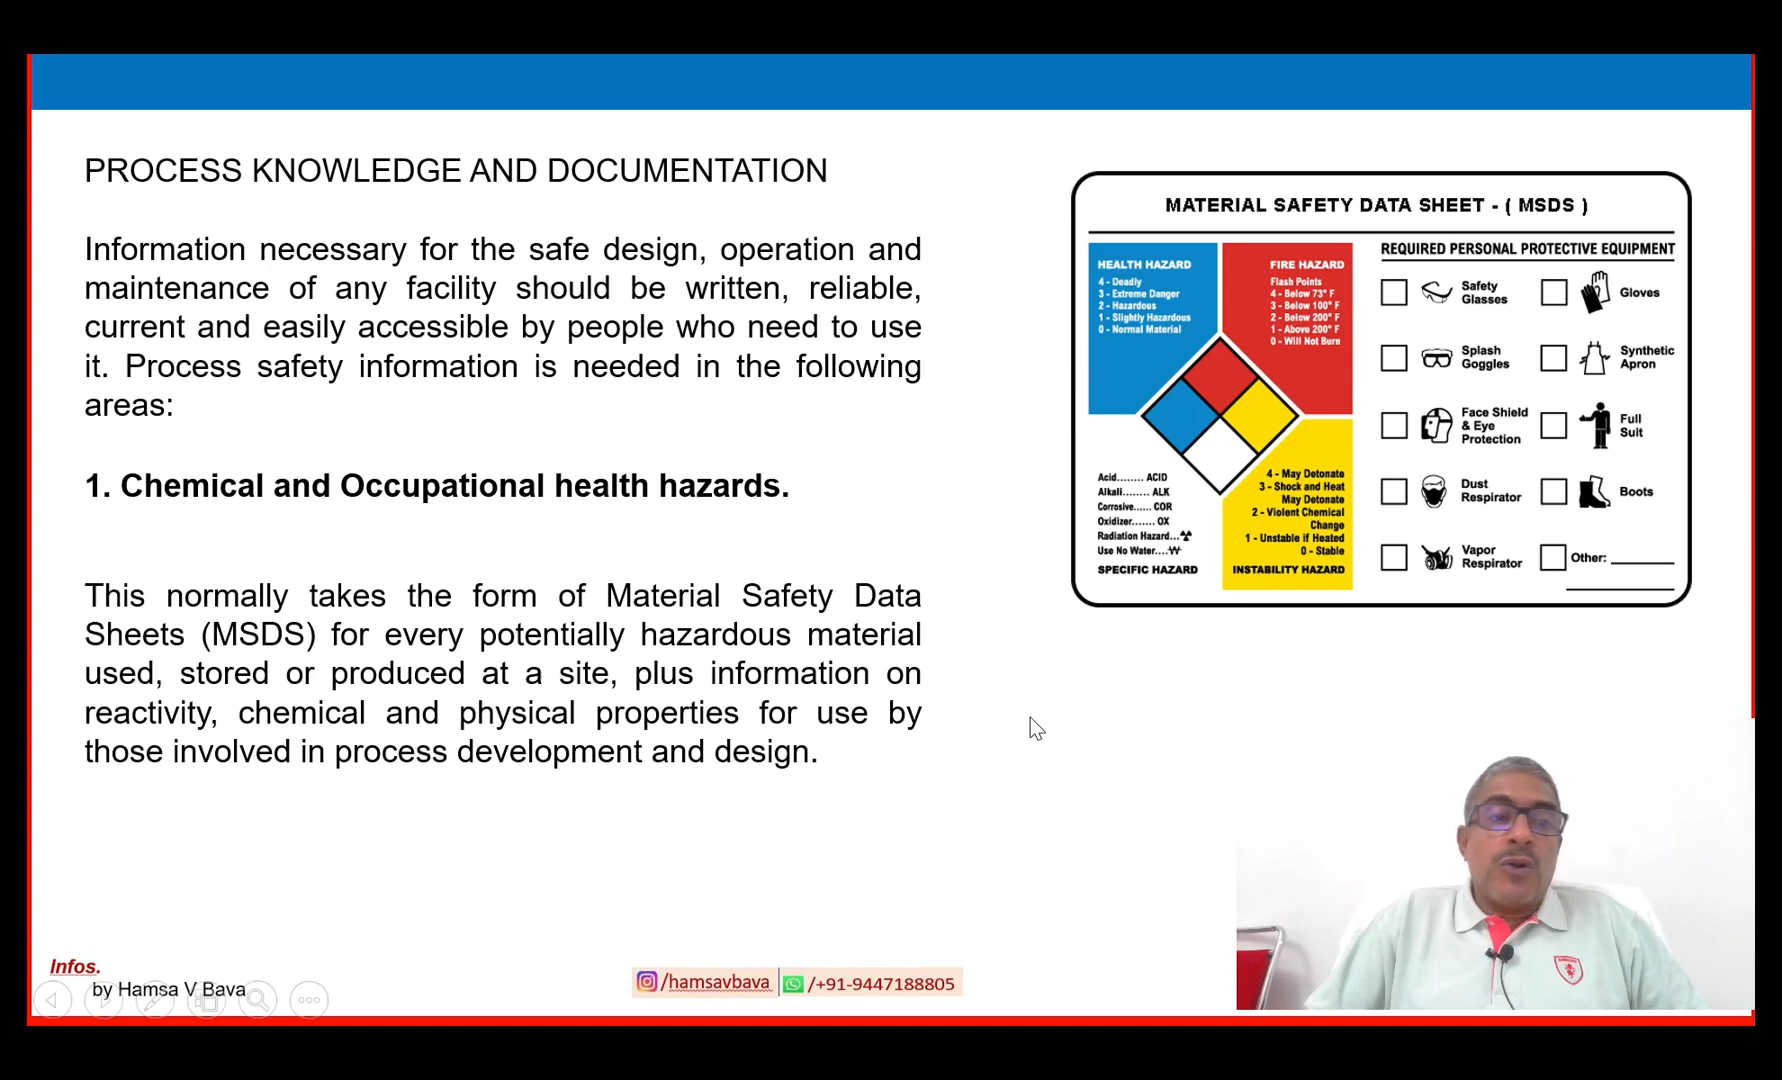 PROCESS KNOWLEDGE AND DOCUMENTATION
Information necessary for the safe design, operation and
maintenance of any facility should be written, reliable,
current and easily accessible by people who need to use
it. Process safety information is needed in the following
areas:
1. Chemical and Occupational health hazards.
This normally takes the form of Material Safety Data
Sheets (MSDS) for every potentially hazardous material
used, stored or produced at a site, plus information on
reactivity, chemical and physical properties for use by
those involved in process development and design.
MATERIAL SAFETY DATA SHEET - ( MSDS )
HEALTH HAZARD
4 - Deadly
3 - Extreme Danger
2 - Hazardous
1 - Slightly Hazardous
0 - Normal Material
FIRE HAZARD
Flash Points
4 - Below 73° F
3 - Below 100° F
2 - Below 200° F
1 - Above 200° F
0 - Will Not Burn
Acid........ ACID
Alkali........ ALK
Corrosive...... COR
Oxidizer....... OX
Radiation Hazard...
Use No Water....W
SPECIFIC HAZARD
4 - May Detonate
3 - Shock and Heat
May Detonate
2 - Violent Chemical
Change
1 - Unstable if Heated
0 - Stable
INSTABILITY HAZARD
REQUIRED PERSONAL PROTECTIVE EQUIPMENT
Safety
Glasses
Gloves
Splash
Goggles
Synthetic
Apron
Face Shield
& Eye
Protection
Full
Suit
Dust
Respirator
Boots
Vapor
Respirator
Other:
Infos.
by Hamsa V Bava
/hamsavbava
/+91-9447188805